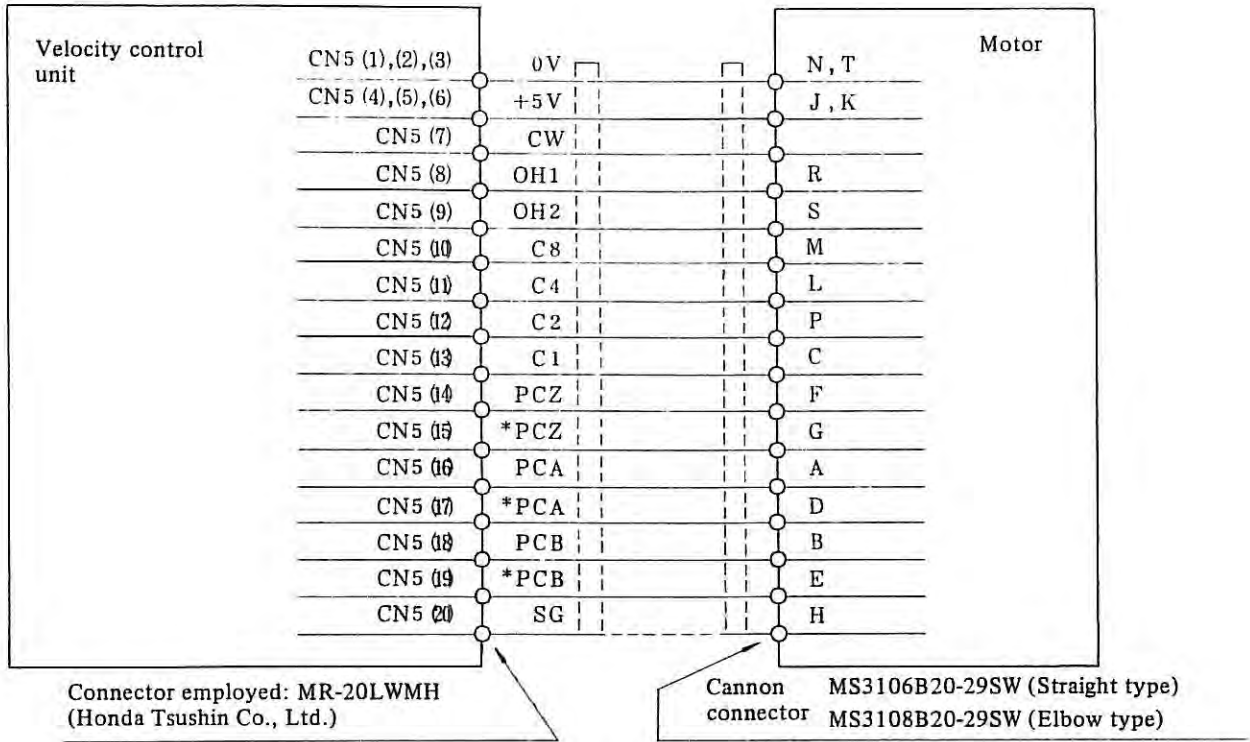 Velocity control
unit
Motor
CN5 (1),(2),(3) 0V N, T
CN5 (4),(5),(6) +5V J, K
CN5 (7) CW
CN5 (8) OH1 R
CN5 (9) OH2 S
CN5 (10) C8 M
CN5 (11) C4 L
CN5 (12) C2 P
CN5 (13) C1 C
CN5 (14) PCZ F
CN5 (15) *PCZ G
CN5 (16) PCA A
CN5 (17) *PCA D
CN5 (18) PCB B
CN5 (19) *PCB E
CN5 (20) SG H
Connector employed: MR-20LWMH
(Honda Tsushin Co., Ltd.)
Cannon MS3106B20-29SW (Straight type)
connector MS3108B20-29SW (Elbow type)